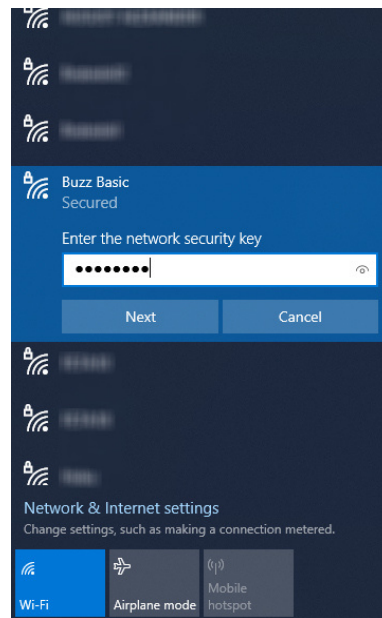 Buzz Basic
Secured
Enter the network security key
••••••••
Next
Cancel
Network & Internet settings
Change settings, such as making a connection metered.
Wi-Fi
Airplane mode
Mobile
hotspot